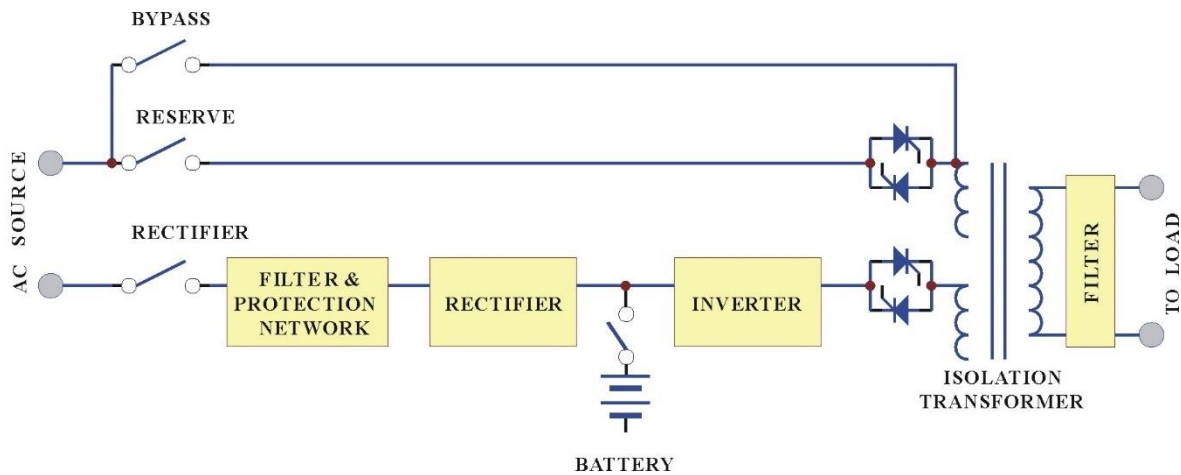 BYPASS
RESERVE
AC SOURCE
RECTIFIER
FILTER &
PROTECTION
NETWORK
RECTIFIER
INVERTER
FILTER
TO LOAD
ISOLATION
TRANSFORMER
BATTERY